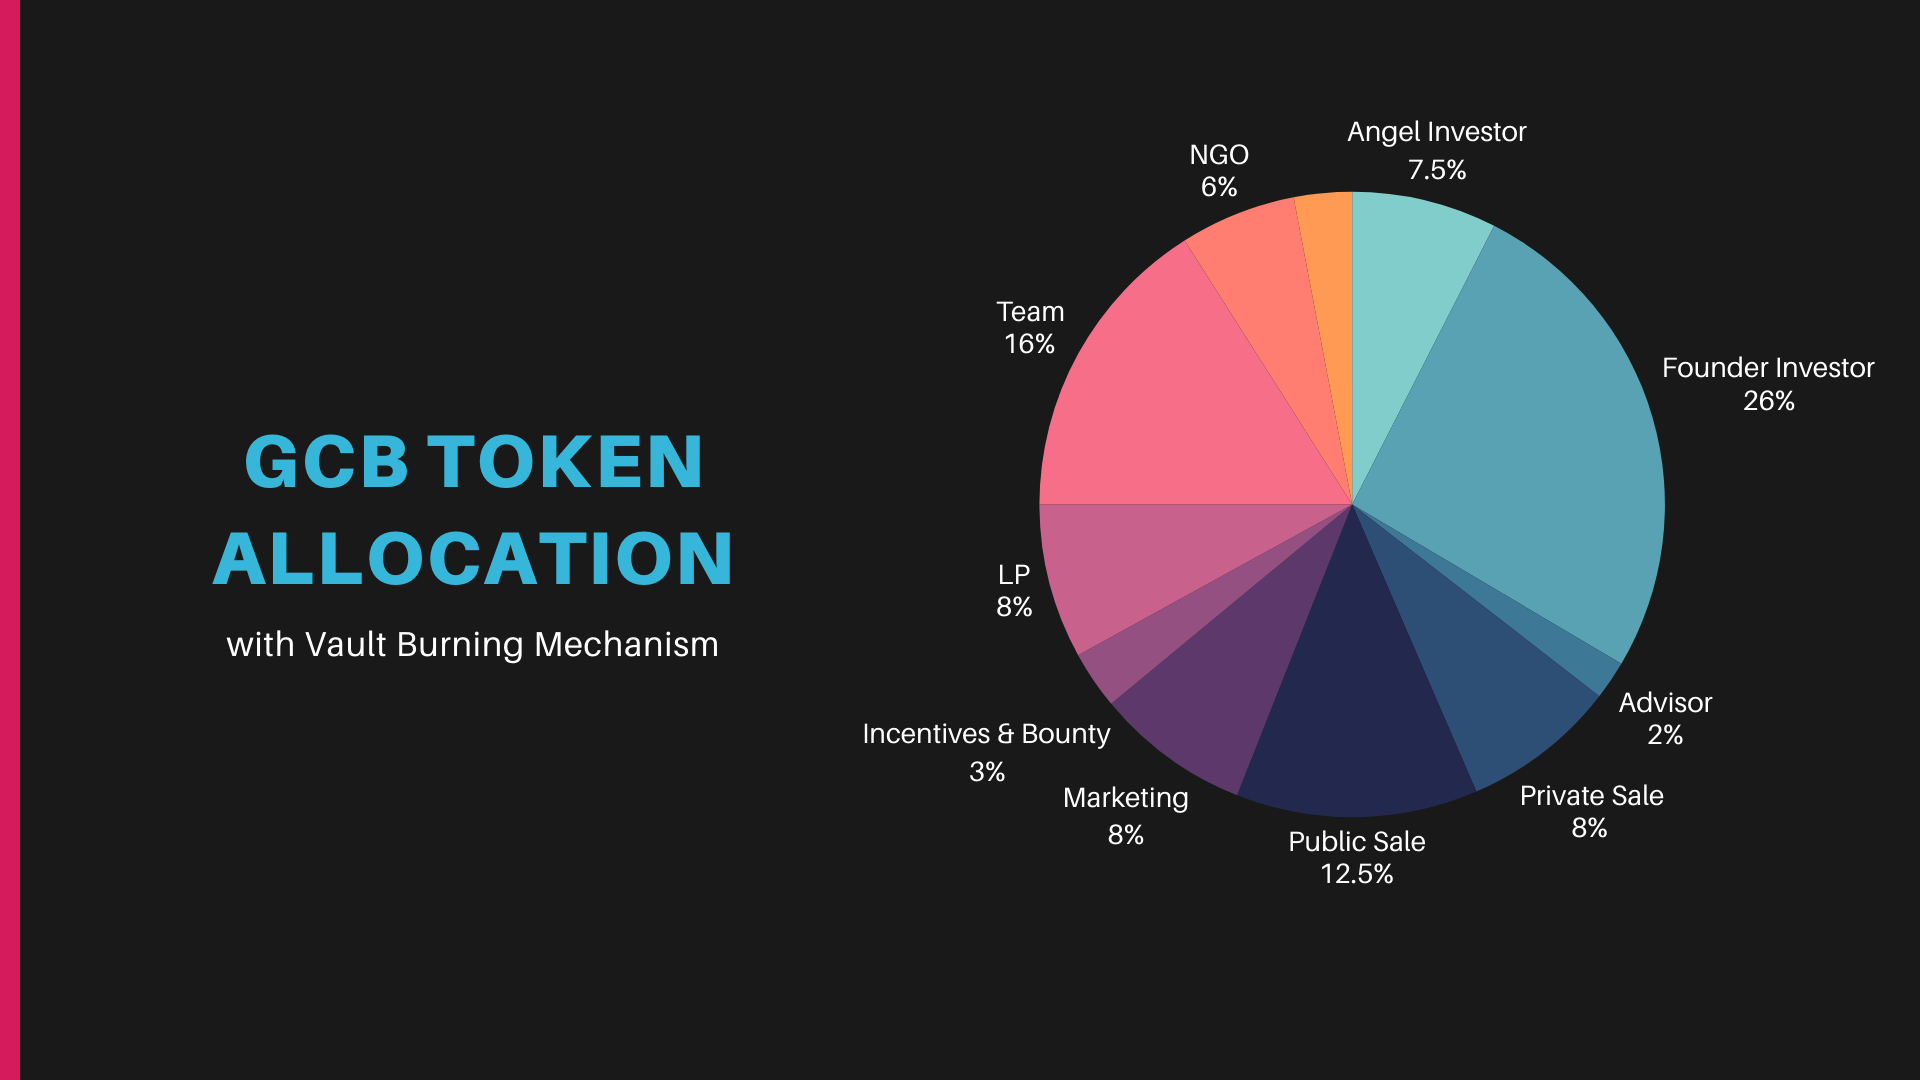 GCB TOKEN
ALLOCATION
with Vault Burning Mechanism
Angel Investor
7.5%
Founder Investor
26%
Advisor
2%
Private Sale
8%
Public Sale
12.5%
Marketing
8%
Incentives & Bounty
3%
LP
8%
Team
16%
NGO
6%